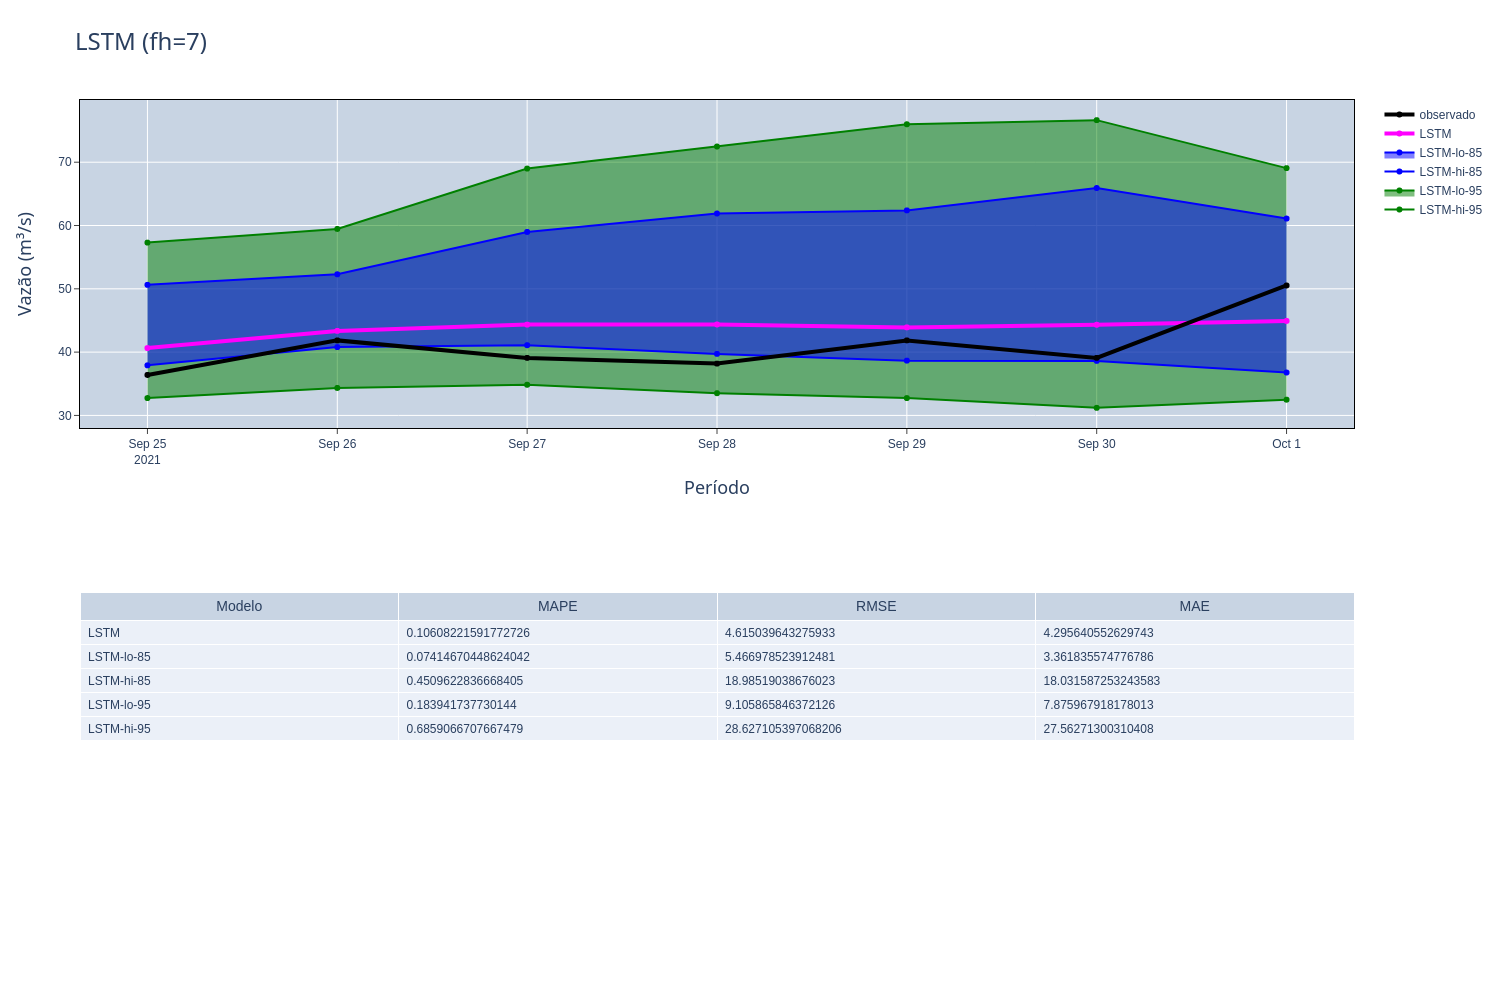 LSTM (fh=7)
Vazão (m³/s)
70
60
50
40
30
Sep 25
2021
Sep 26
Sep 27
Sep 28
Sep 29
Sep 30
Oct 1
Período
observado
LSTM
LSTM-lo-85
LSTM-hi-85
LSTM-lo-95
LSTM-hi-95
Modelo MAPE RMSE MAE
LSTM 0.10608221591772726 4.615039643275933 4.295640552629743
LSTM-lo-85 0.07414670448624042 5.466978523912481 3.361835574776786
LSTM-hi-85 0.4509622836668405 18.98519038676023 18.031587253243583
LSTM-lo-95 0.183941737730144 9.105865846372126 7.875967918178013
LSTM-hi-95 0.6859066707667479 28.627105397068206 27.56271300310408